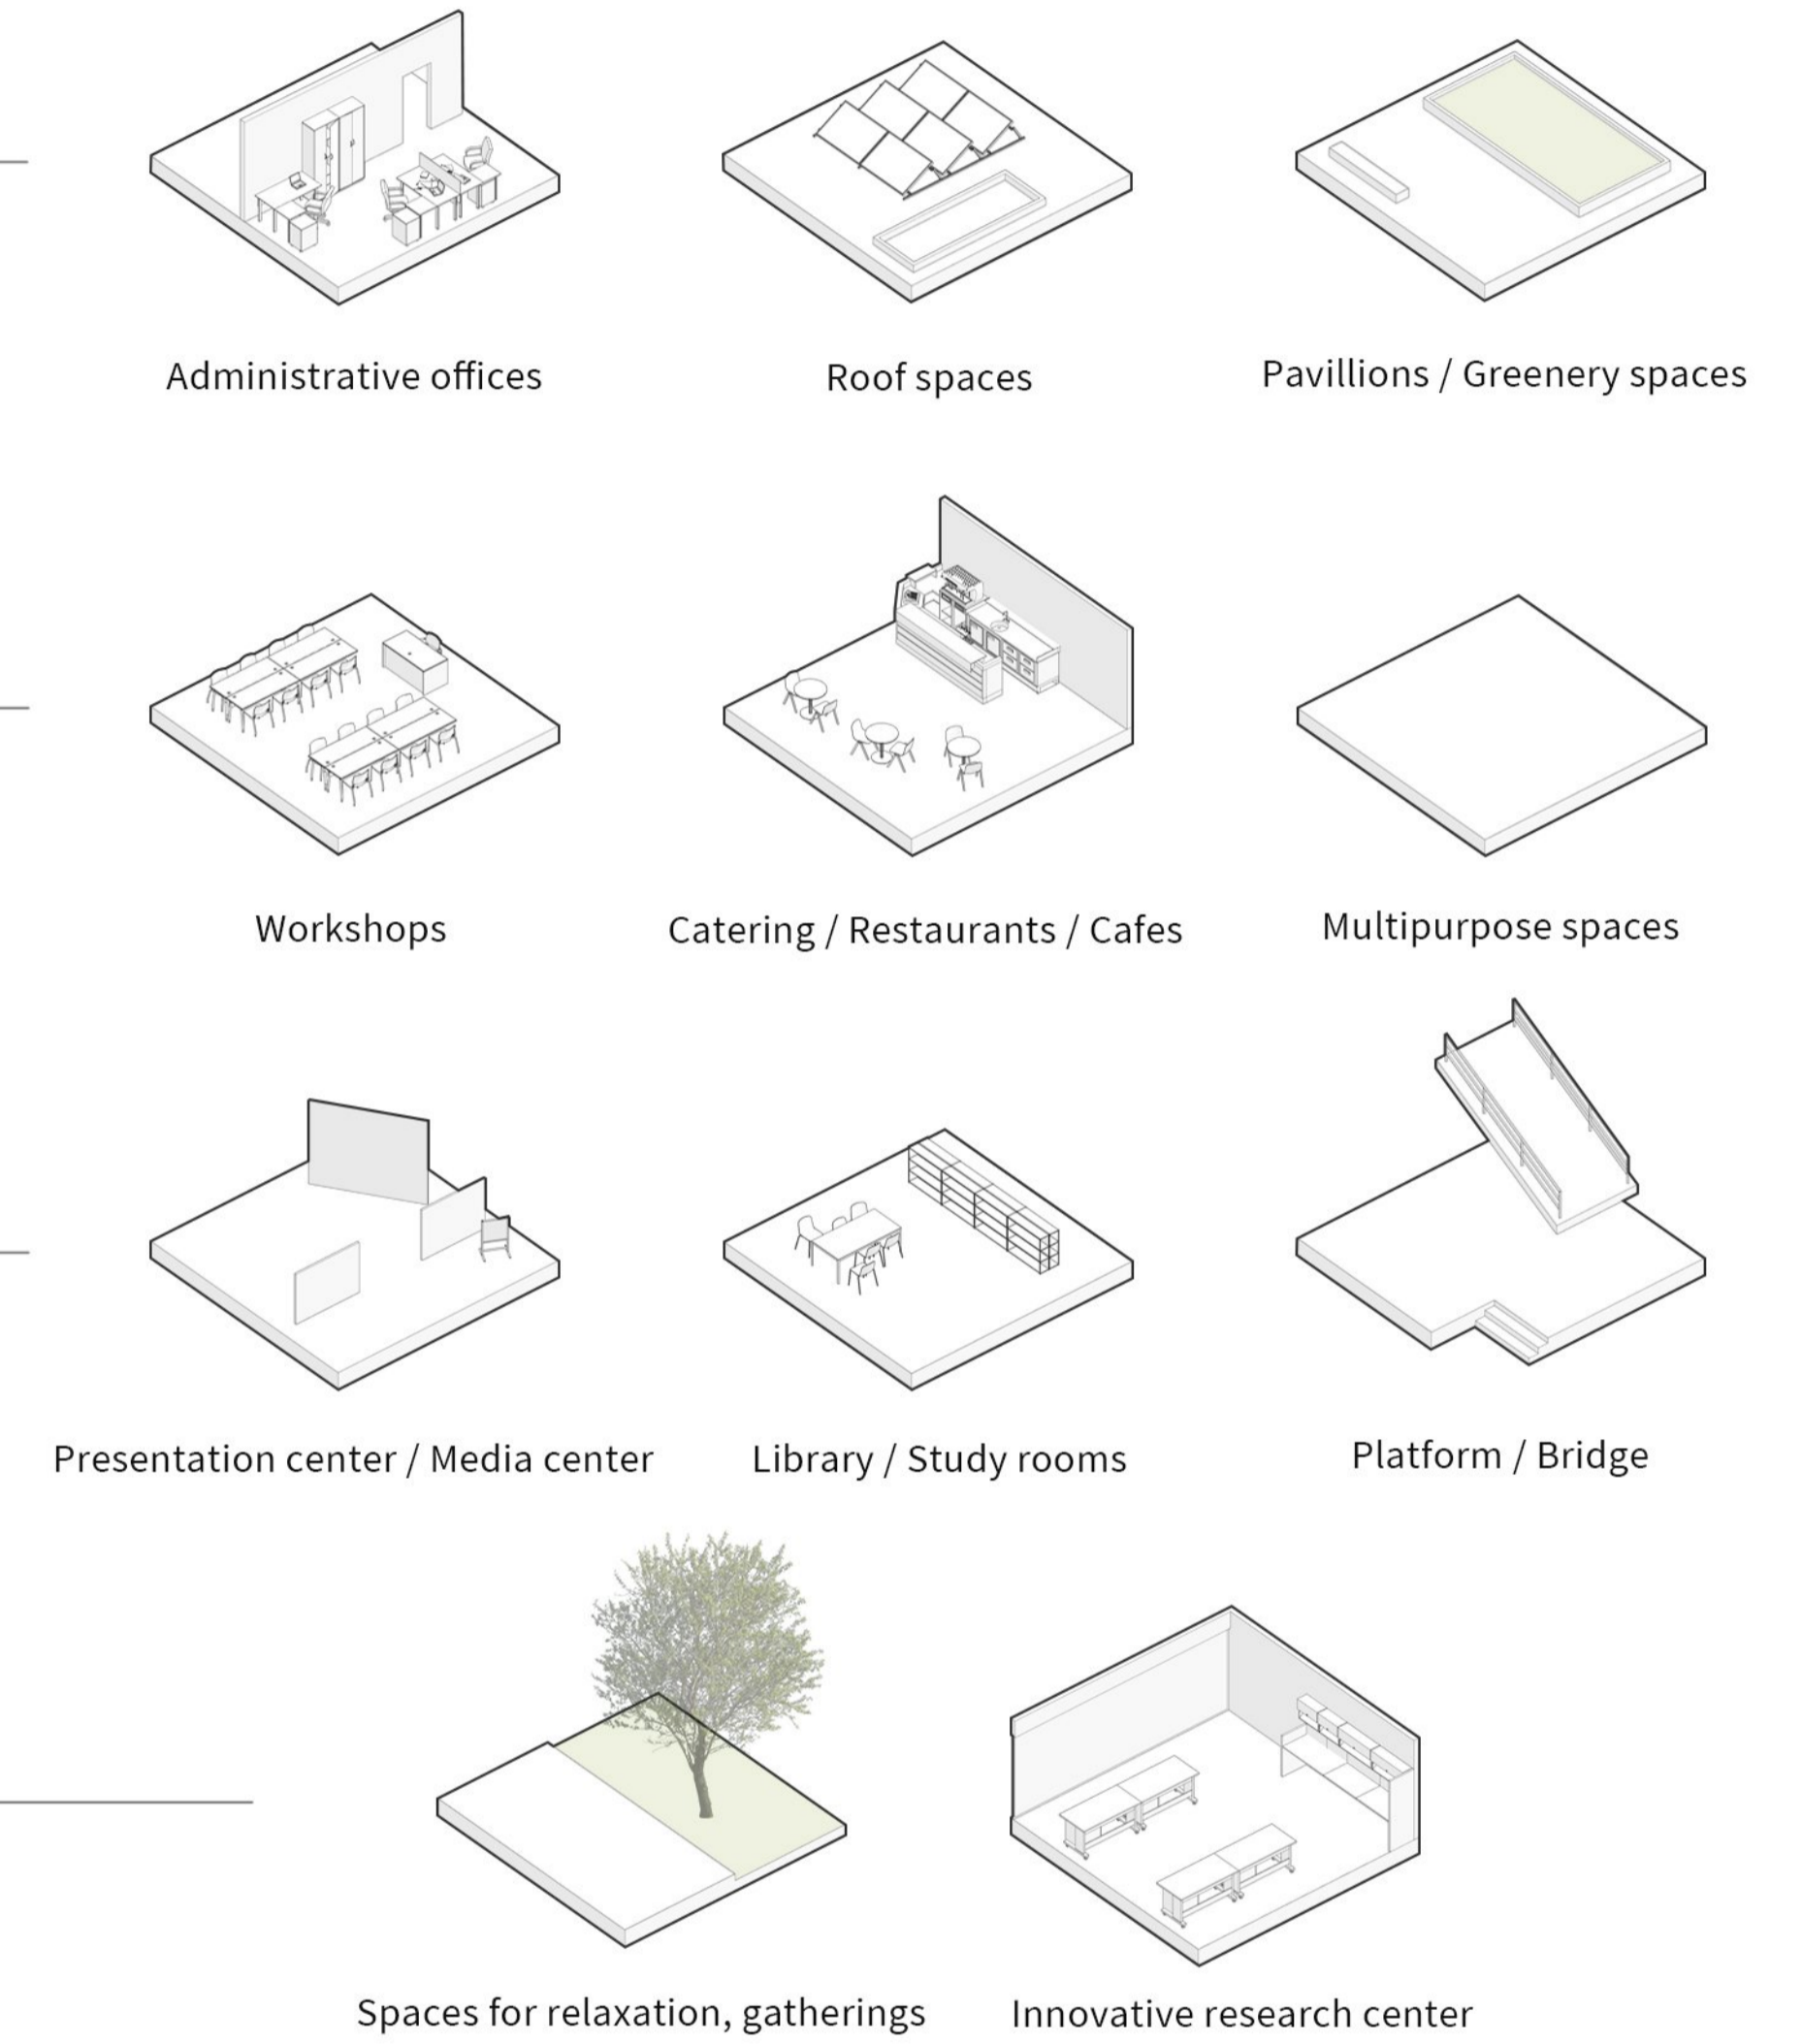 Administrative offices
Roof spaces
Pavillions / Greenery spaces
Workshops
Catering / Restaurants / Cafes
Multipurpose spaces
Presentation center / Media center
Library / Study rooms
Platform / Bridge
Spaces for relaxation, gatherings
Innovative research center